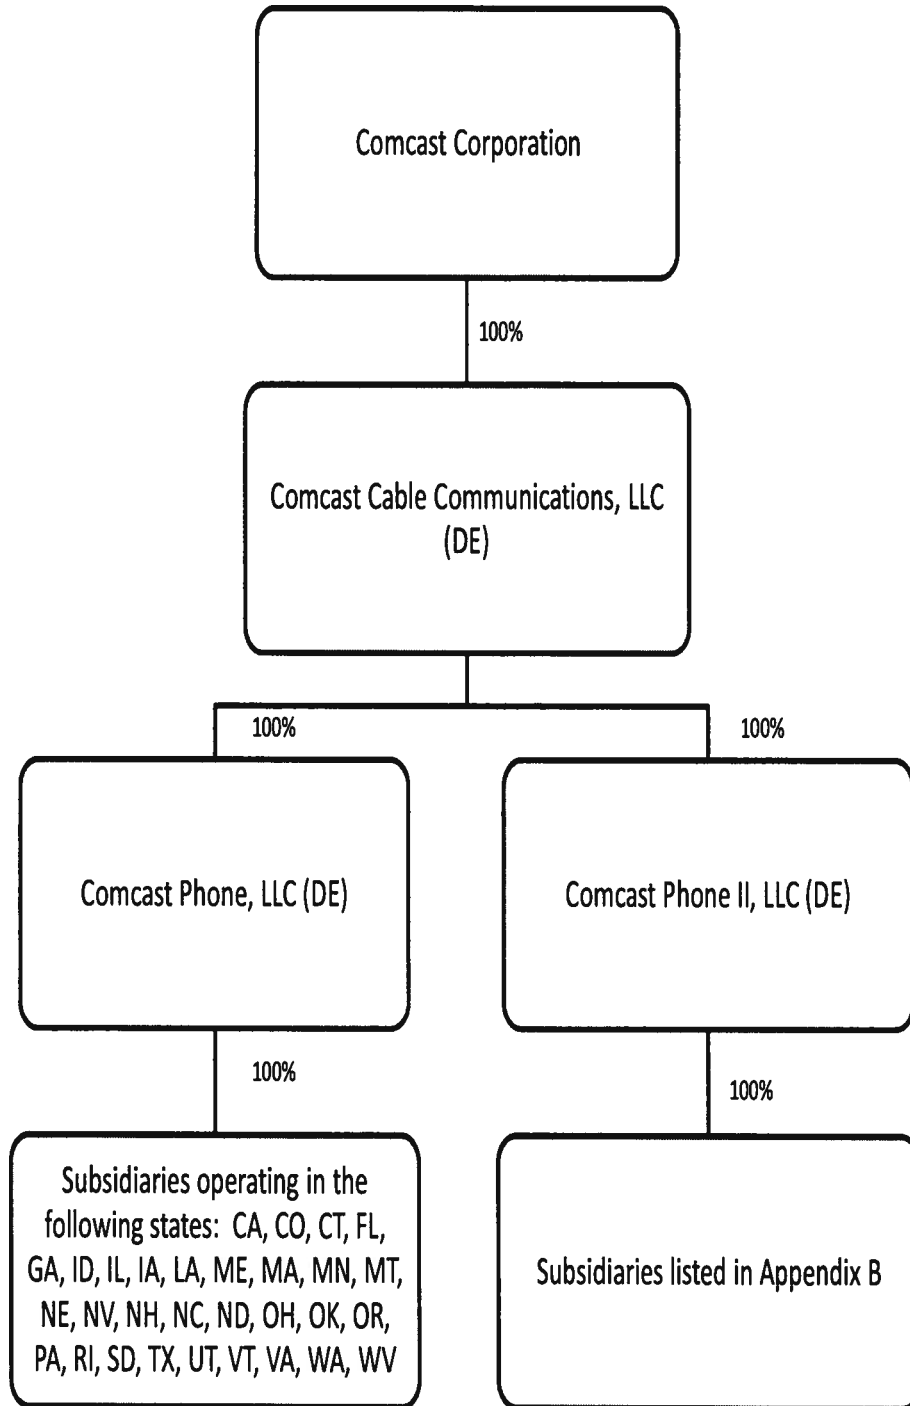 Comcast Corporation
100%
Comcast Cable Communications, LLC
(DE)
100%
100%
Comcast Phone, LLC (DE)
Comcast Phone II, LLC (DE)
100%
100%
Subsidiaries operating in the
following states: CA, CO, CT, FL,
GA, ID, IL, IA, LA, ME, MA, MN, MT,
NE, NV, NH, NC, ND, OH, OK, OR,
PA, RI, SD, TX, UT, VT, VA, WA, WV
Subsidiaries listed in Appendix B